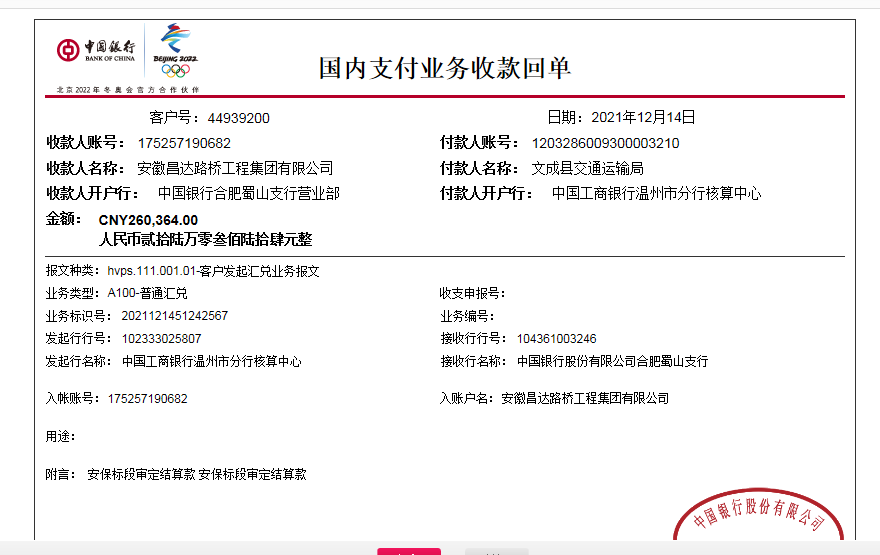 中国银行
BANK OF CHINA
BEIJING 2022
北京2022年冬奥会官方合作伙伴
国内支付业务收款回单
客户号：44939200 日期：2021年12月14日
收款人账号：175257190682 付款人账号：1203286009300003210
收款人名称：安徽昌达路桥工程集团有限公司 付款人名称：文成县交通运输局
收款人开户行：中国银行合肥蜀山支行营业部 付款人开户行：中国工商银行温州市分行核算中心
金额：CNY260,364.00
人民币贰拾陆万零叁佰陆拾肆元整
报文种类：hvps.111.001.01-客户发起汇兑业务报文
业务类型：A100-普通汇兑 收支申报号：
业务标识号：2021121451242567 业务编号：
发起行行号：102333025807 接收行行号：104361003246
发起行名称：中国工商银行温州市分行核算中心 接收行名称：中国银行股份有限公司合肥蜀山支行
入帐账号：175257190682 入账户名：安徽昌达路桥工程集团有限公司
用途：
附言：安保标段审定结算款 安保标段审定结算款
中国银行股份有限公司